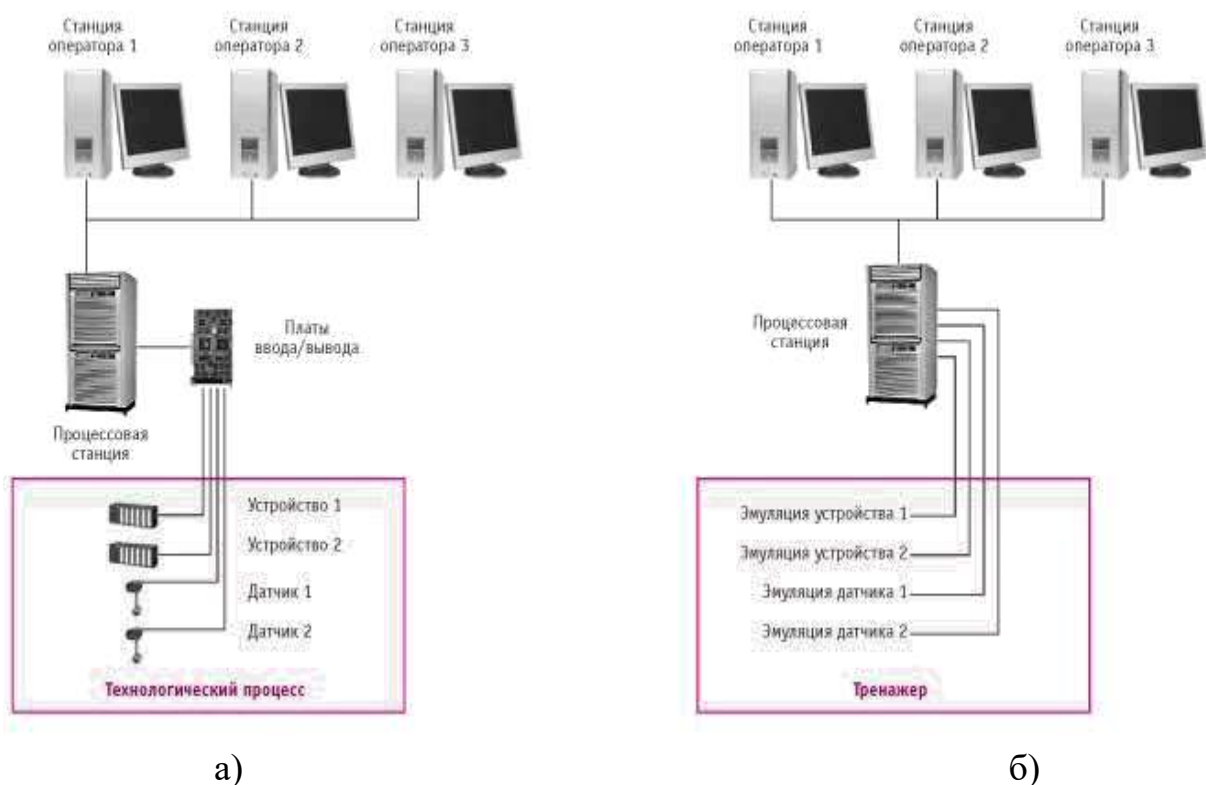 Станция
оператора 1
Станция
оператора 2
Станция
оператора 3
Платы
ввода/вывода
Процессовая
станция
Устройство 1
Устройство 2
Датчик 1
Датчик 2
Технологический процесс
а)
Станция
оператора 1
Станция
оператора 2
Станция
оператора 3
Процессовая
станция
Эмуляция устройства 1
Эмуляция устройства 2
Эмуляция датчика 1
Эмуляция датчика 2
Тренажер
б)